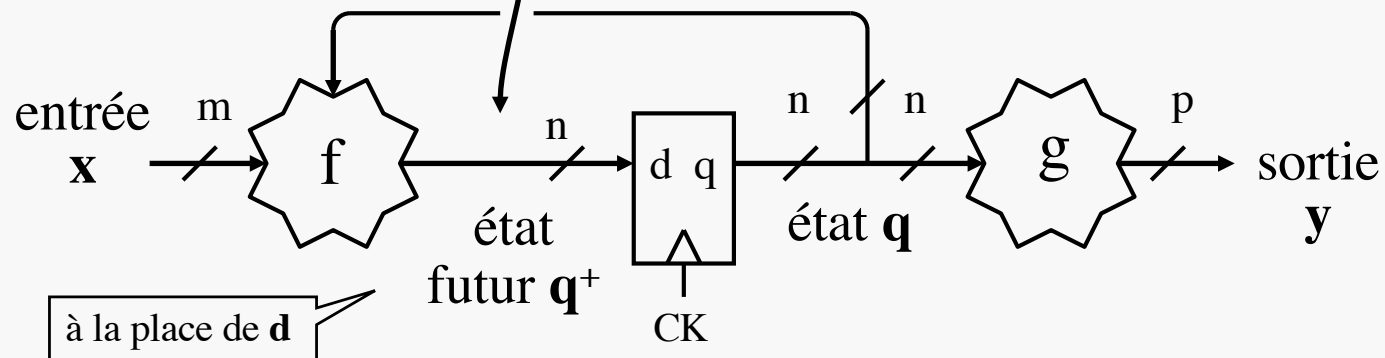 entrée
x
m
f
n
état
futur q⁺
à la place de d
d q
CK
n
n
état q
g
p
sortie
y